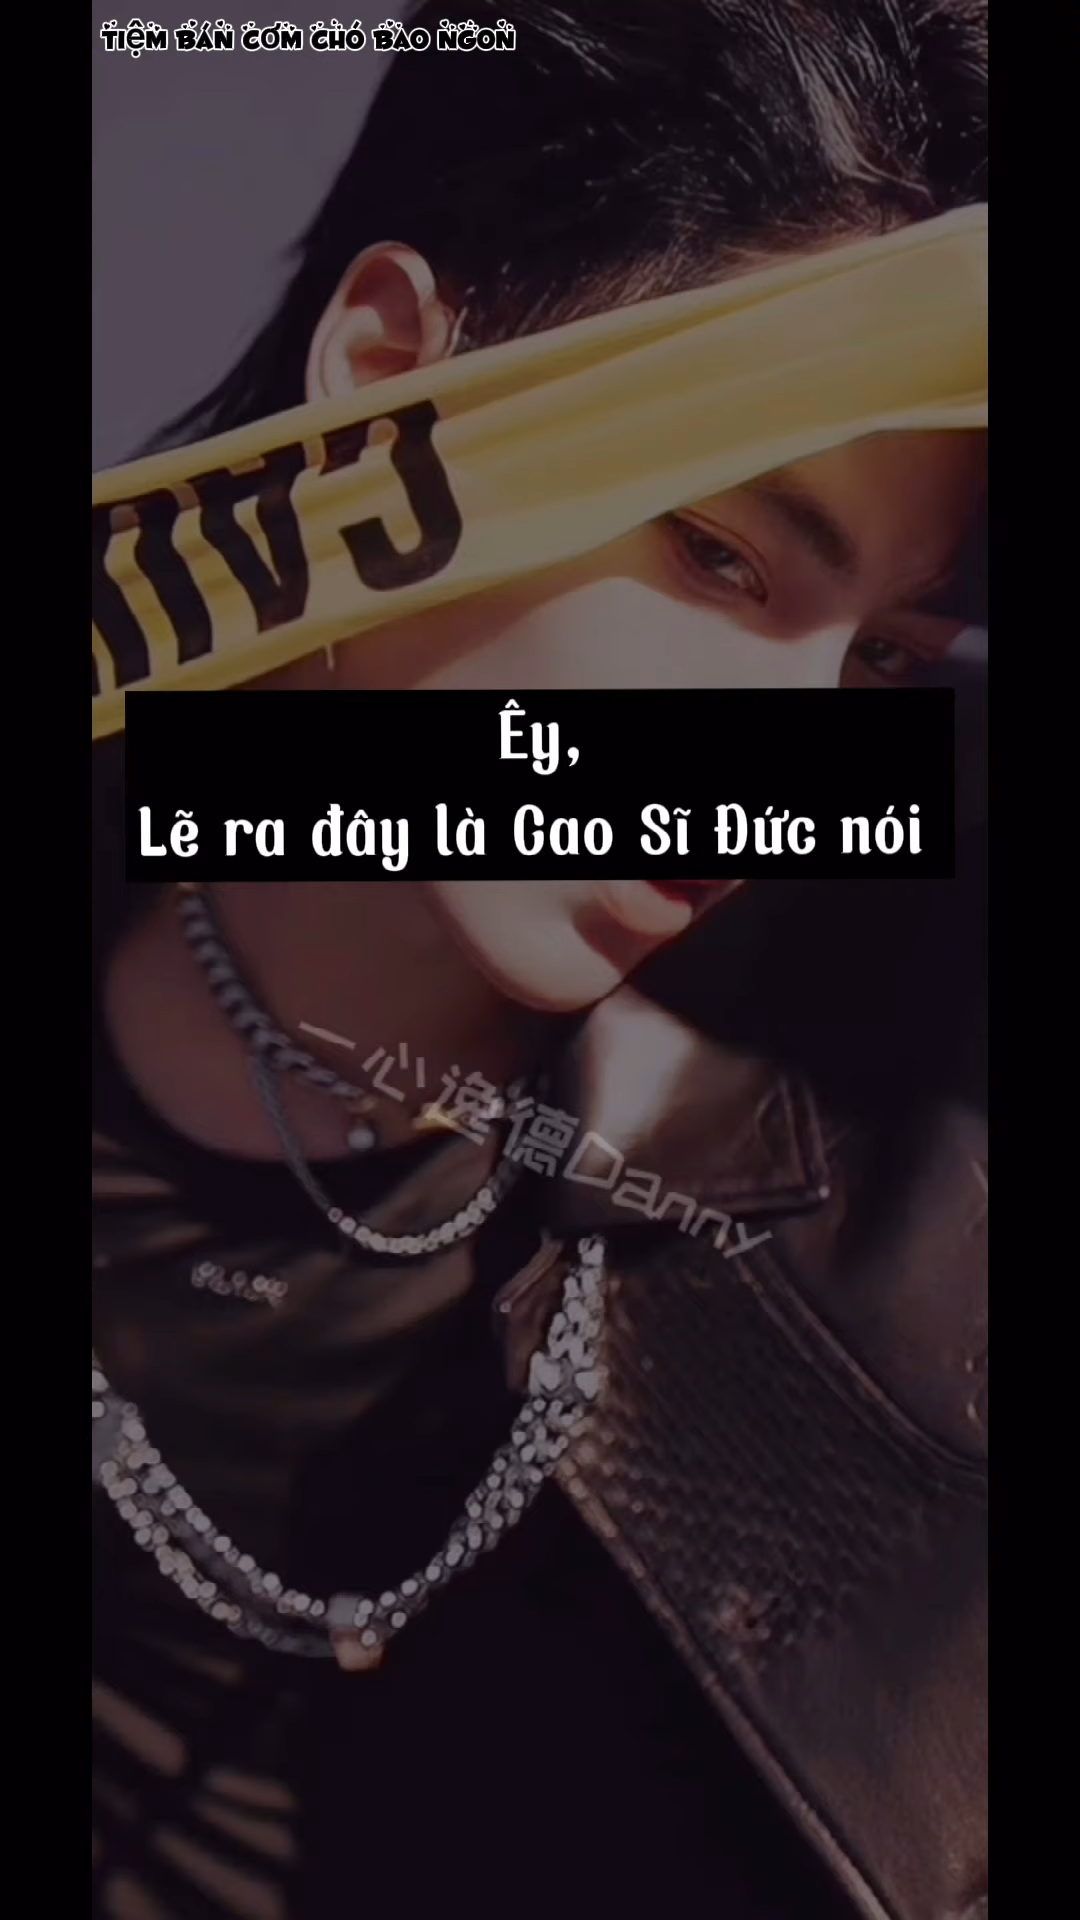 TIỆM BÁN CƠM CHÓ BAO NGON
Êy,
Lẽ ra đây là Cao Sĩ Đức nói
一心逸德Danny